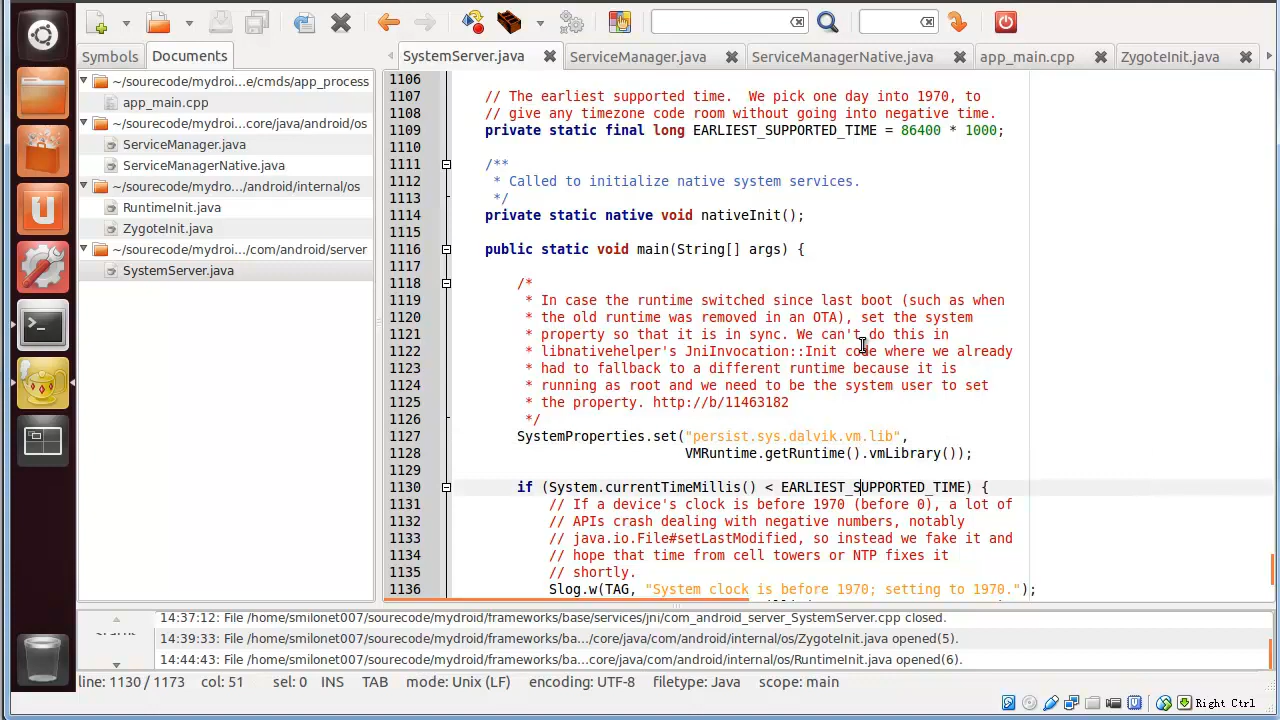 Symbols
Documents
SystemServer.java
ServiceManager.java
ServiceManagerNative.java
app_main.cpp
ZygoteInit.java
~/sourecode/mydroi...e/cmds/app_process
app_main.cpp
~/sourecode/mydroi...core/java/android/os
ServiceManager.java
ServiceManagerNative.java
~/sourecode/mydro.../android/internal/os
RuntimeInit.java
ZygoteInit.java
~/sourecode/mydroi.../com/android/server
SystemServer.java
1106
1107 // The earliest supported time.  We pick one day into 1970, to
1108 // give any timezone code room without going into negative time.
1109 private static final long EARLIEST_SUPPORTED_TIME = 86400 * 1000;
1110
1111 /**
1112 * Called to initialize native system services.
1113 */
1114 private static native void nativeInit();
1115
1116 public static void main(String[] args) {
1117
1118 /*
1119 * In case the runtime switched since last boot (such as when
1120 * the old runtime was removed in an OTA), set the system
1121 * property so that it is in sync. We can't do this in
1122 * libnativehelper's JniInvocation::Init code where we already
1123 * had to fallback to a different runtime because it is
1124 * running as root and we need to be the system user to set
1125 * the property. http://b/11463182
1126 */
1127 SystemProperties.set("persist.sys.dalvik.vm.lib",
1128 VMRuntime.getRuntime().vmLibrary());
1129
1130 if (System.currentTimeMillis() < EARLIEST_SUPPORTED_TIME) {
1131 // If a device's clock is before 1970 (before 0), a lot of
1132 // APIs crash dealing with negative numbers, notably
1133 // java.io.File#setLastModified, so instead we fake it and
1134 // hope that time from cell towers or NTP fixes it
1135 // shortly.
1136 Slog.w(TAG, "System clock is before 1970; setting to 1970.");
14:37:12: File /home/smilonet007/sourecode/mydroid/frameworks/base/services/jni/com_android_server_SystemServer.cpp closed.
14:39:33: File /home/smilonet007/sourecode/mydroid/frameworks/ba.../core/java/com/android/internal/os/ZygoteInit.java opened(5).
14:44:43: File /home/smilonet007/sourecode/mydroid/frameworks/ba...core/java/com/android/internal/os/RuntimeInit.java opened(6).
line: 1130 / 1173 col: 51 sel: 0 INS TAB mode: Unix (LF) encoding: UTF-8 filetype: Java scope: main
Right Ctrl